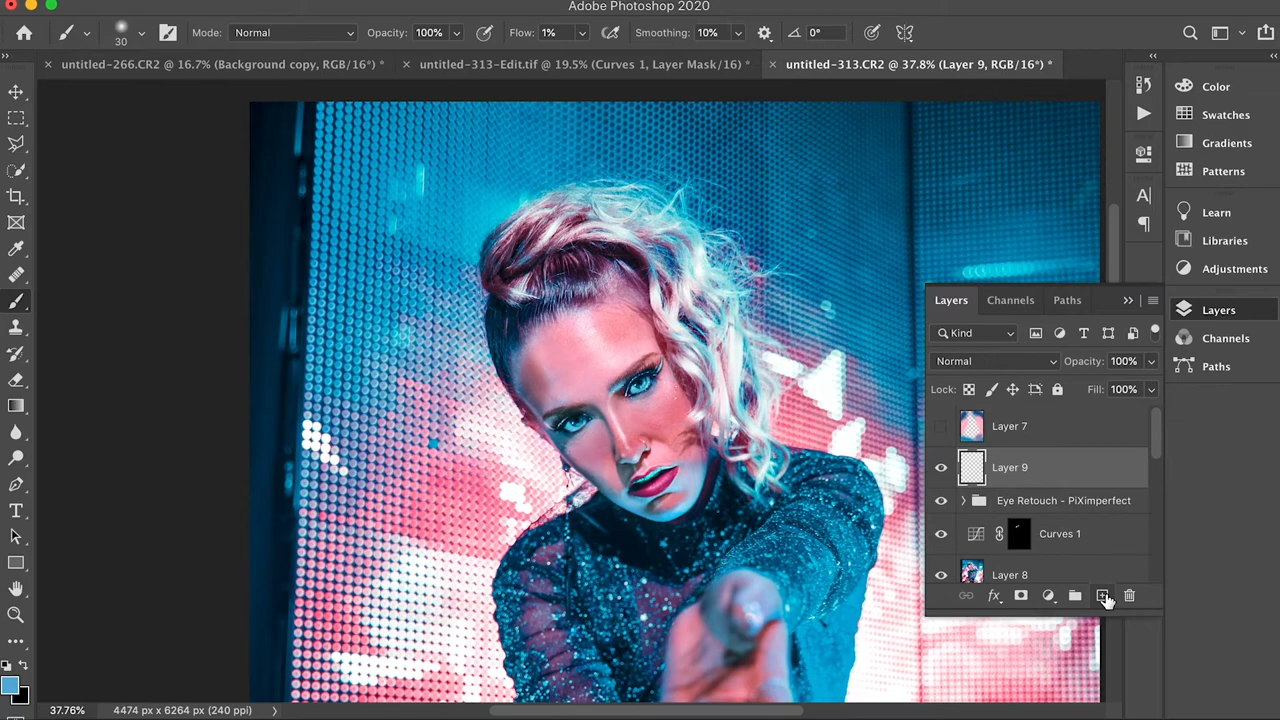 Adobe Photoshop 2020
30 Mode: Normal Opacity: 100% Flow: 1% Smoothing: 10% 0°
untitled-266.CR2 @ 16.7% (Background copy, RGB/16*) * untitled-313-Edit.tif @ 19.5% (Curves 1, Layer Mask/16) * untitled-313.CR2 @ 37.8% (Layer 9, RGB/16*) *
Color
Swatches
Gradients
Patterns
Learn
Libraries
Adjustments
Layers
Channels
Paths
Layers Channels Paths
Kind
Normal Opacity: 100%
Lock: Fill: 100%
Layer 7
Layer 9
Eye Retouch - PiXimperfect
Curves 1
Layer 8
37.76% 4474 px x 6264 px (240 ppi)